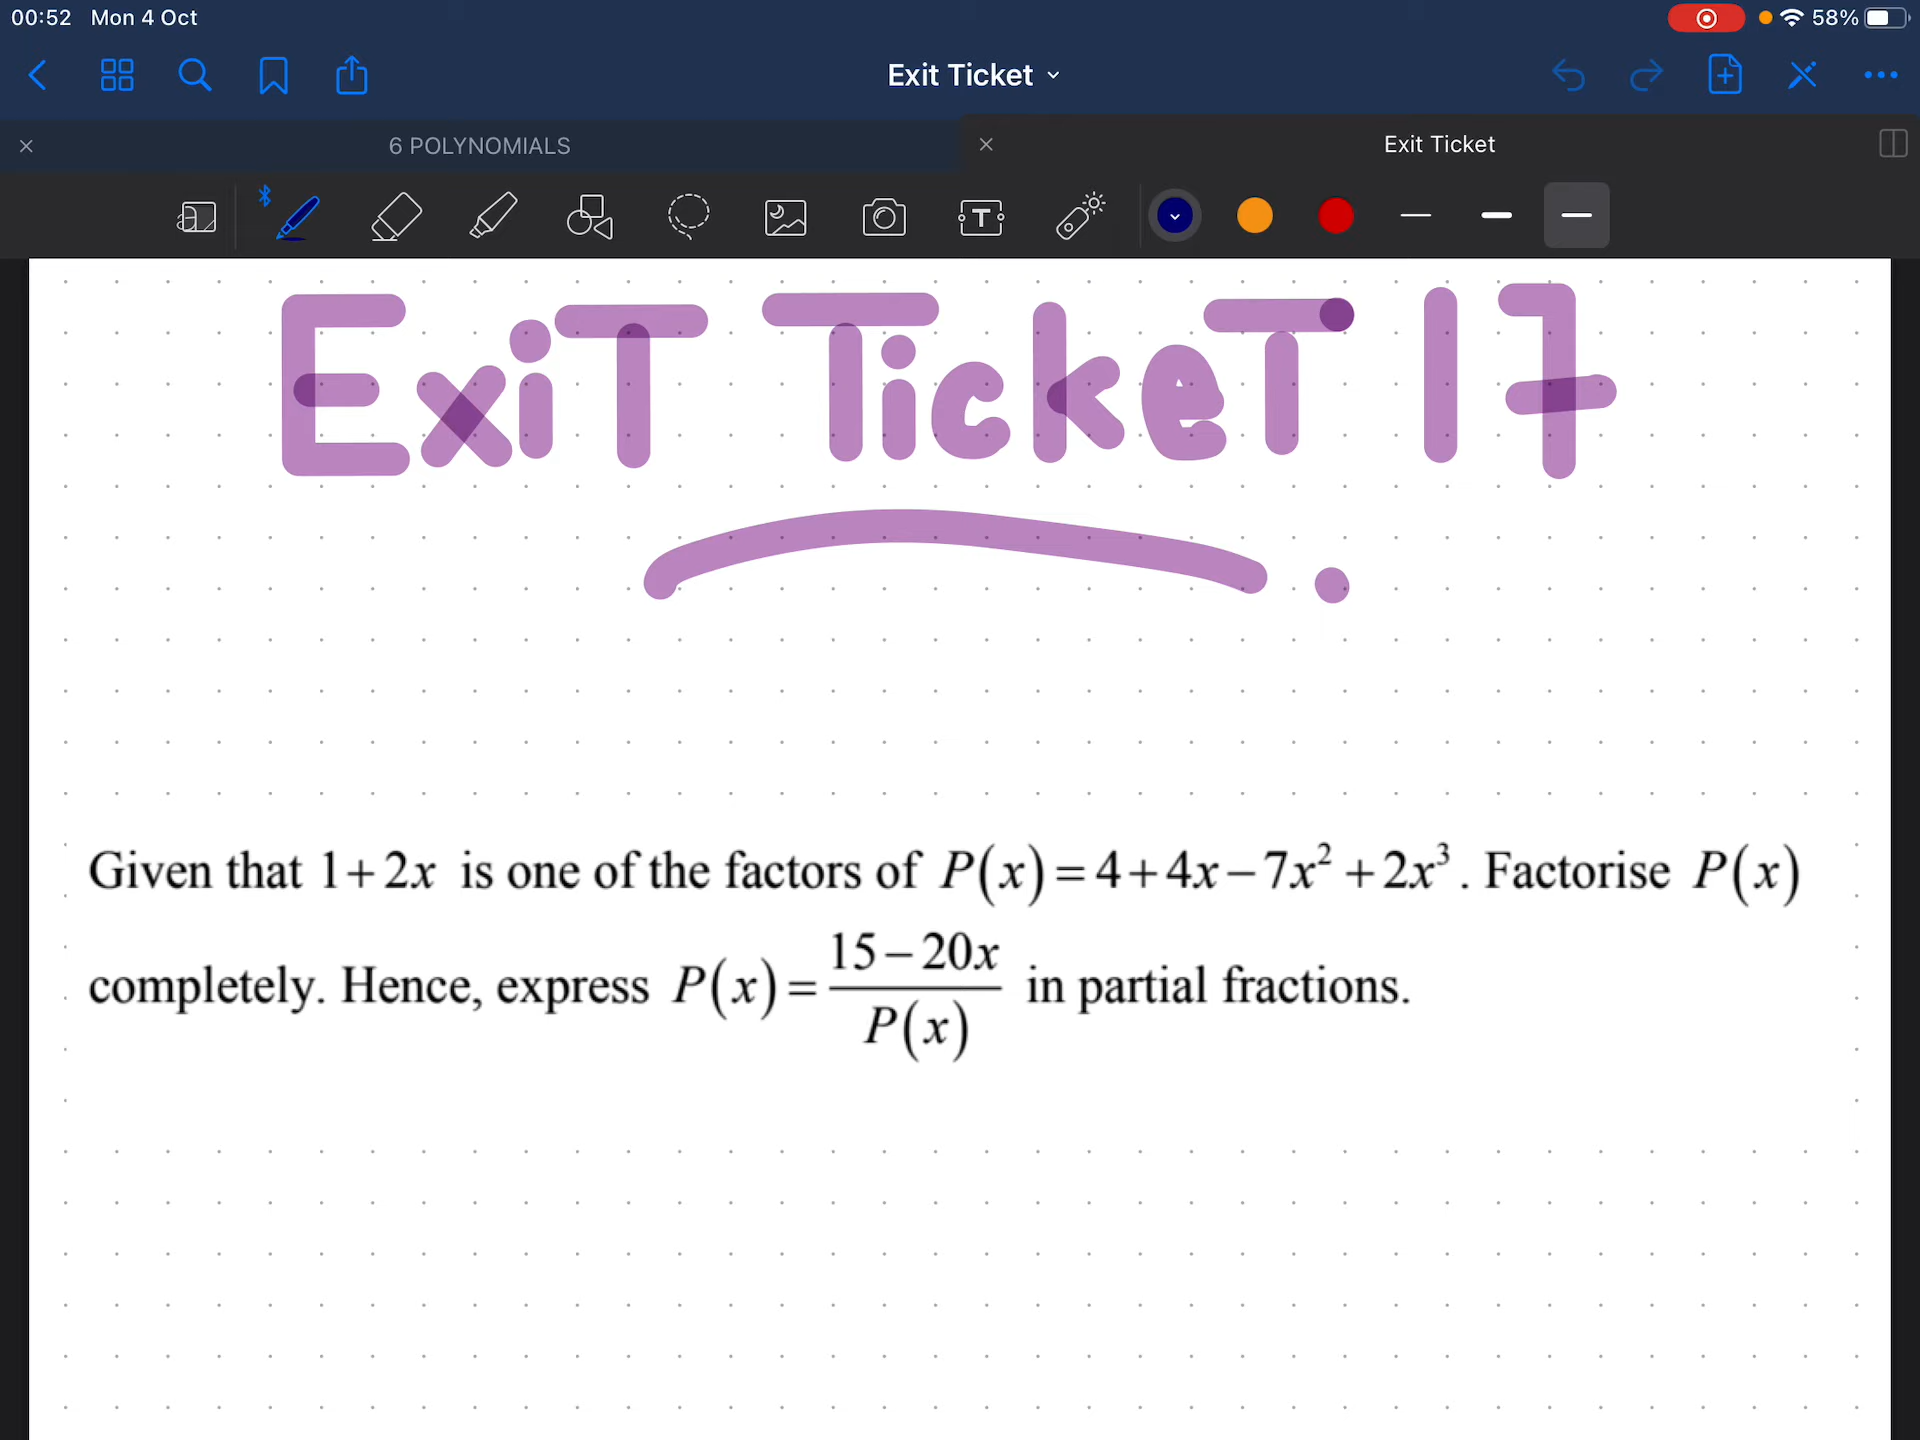 00:52 Mon 4 Oct
58%
Exit Ticket
6 POLYNOMIALS
Exit Ticket
ExiT TickeT 17
Given that 1+2x is one of the factors of P(x)=4+4x−7x²+2x³. Factorise P(x)
completely. Hence, express P(x)=(15−20x)/P(x) in partial fractions.